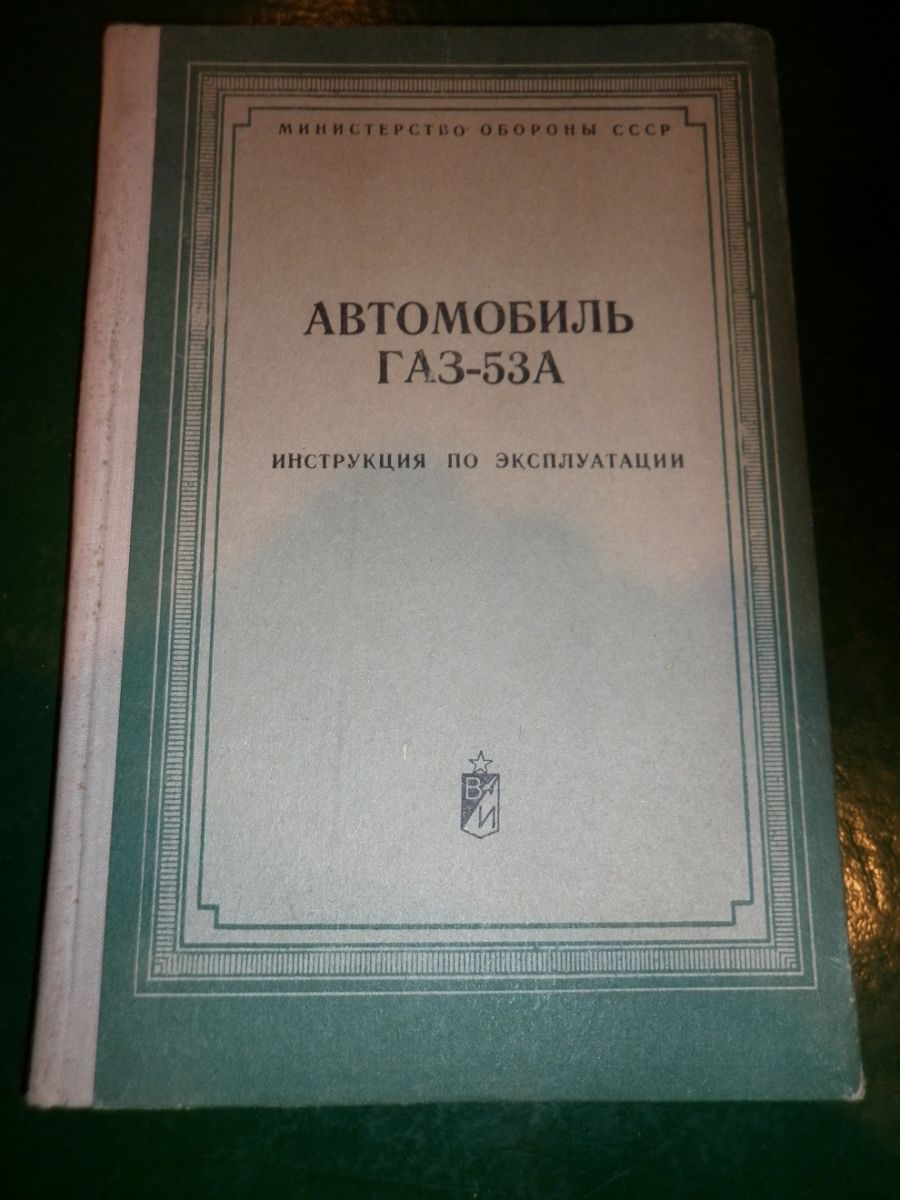 МИНИСТЕРСТВО ОБОРОНЫ СССР
АВТОМОБИЛЬ
ГАЗ-53А
ИНСТРУКЦИЯ ПО ЭКСПЛУАТАЦИИ
В
И